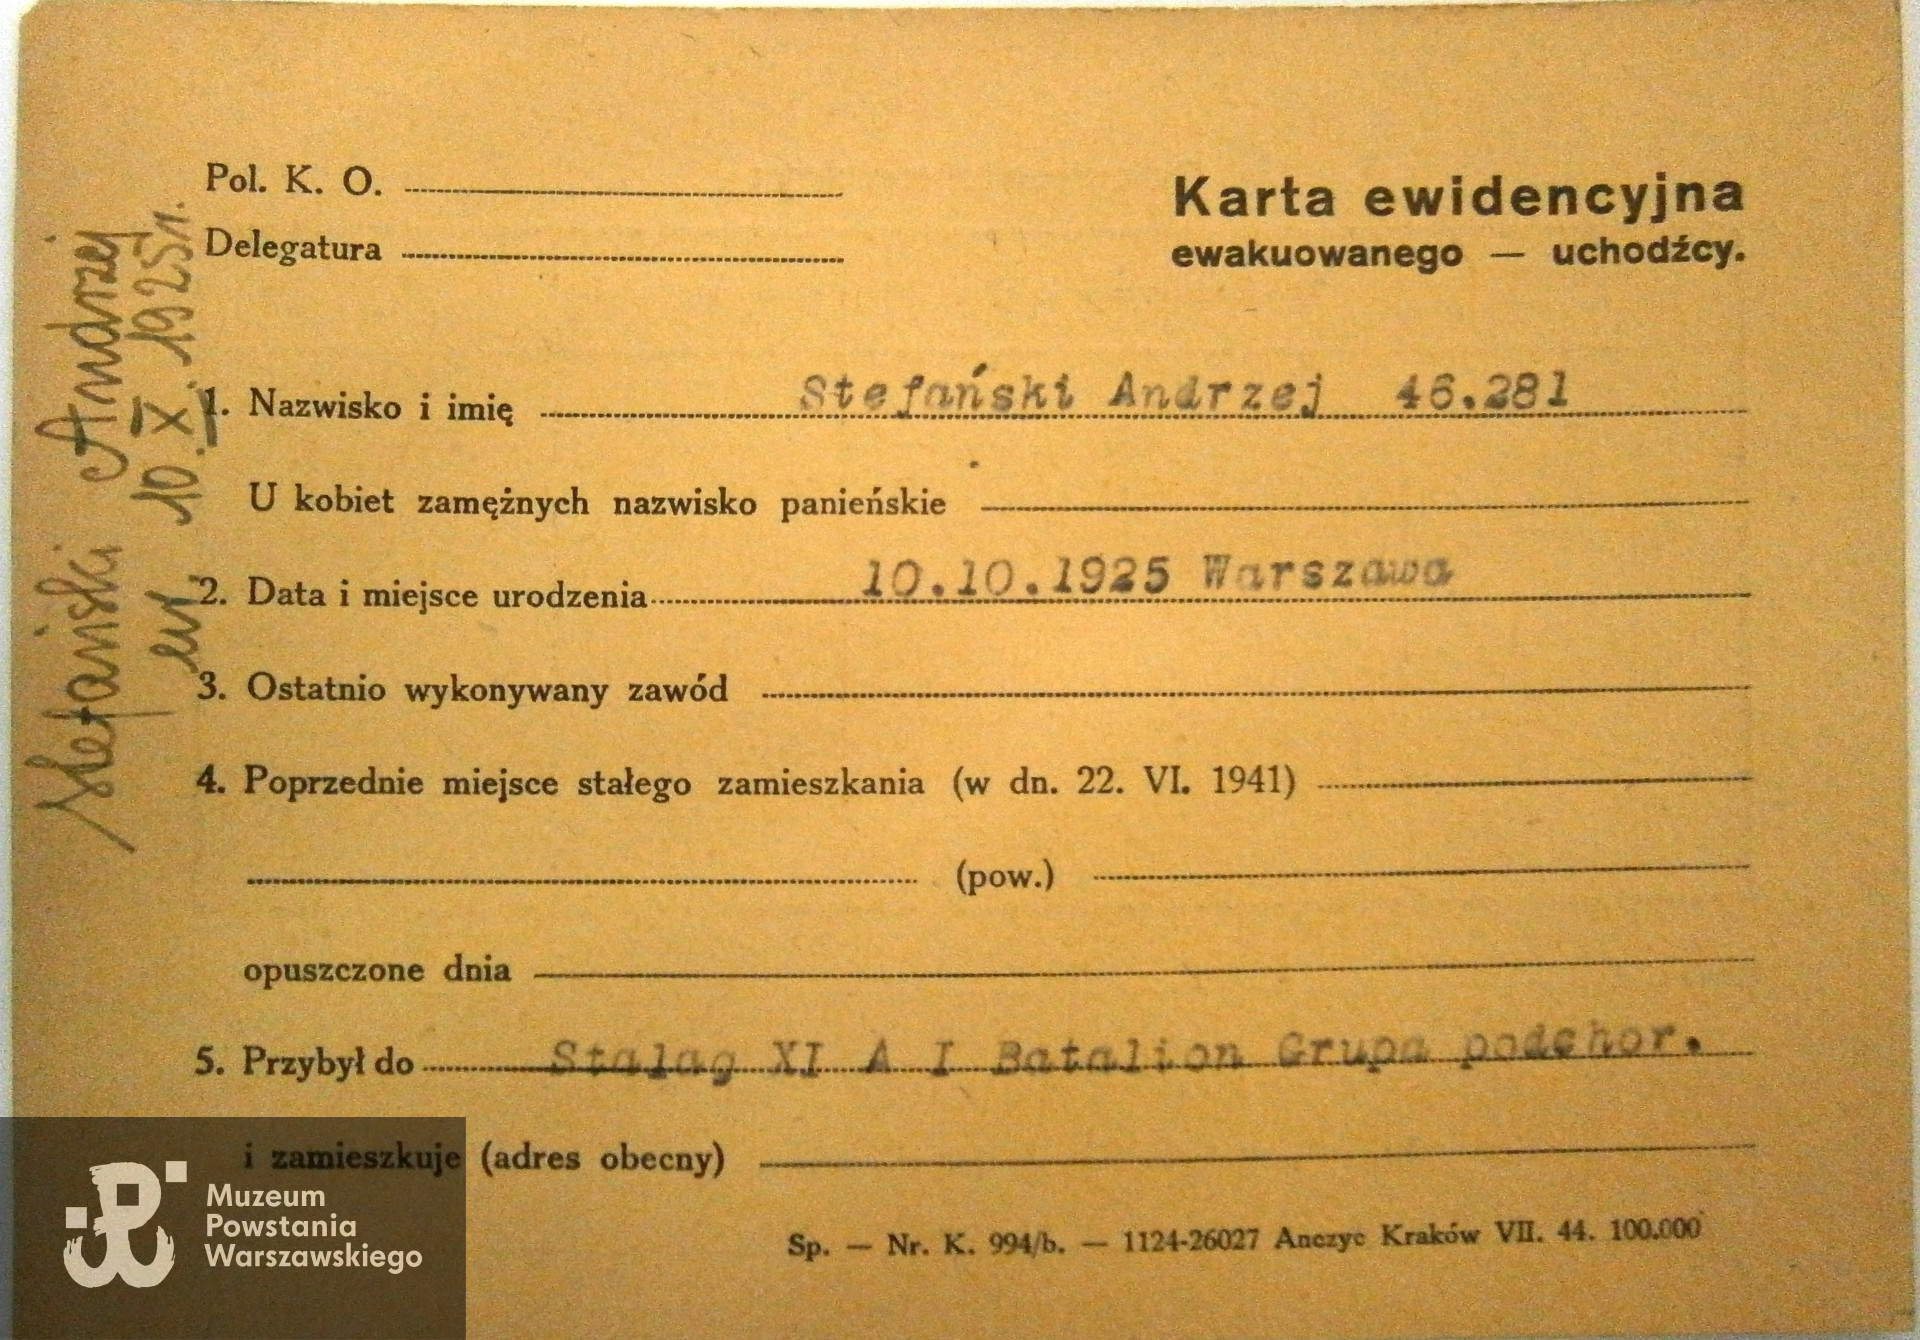 Pol. K. O.
Delegatura
Karta ewidencyjna
ewakuowanego — uchodźcy.
Stefański Andrzej
ew 10.X.1925r.
1. Nazwisko i imię Stefański Andrzej 46.281
U kobiet zamężnych nazwisko panieńskie
2. Data i miejsce urodzenia 10.10.1925 Warszawa
3. Ostatnio wykonywany zawód
4. Poprzednie miejsce stałego zamieszkania (w dn. 22. VI. 1941)
(pow.)
opuszczone dnia
5. Przybył do Stalag XI A I Batalion Grupa podchor.
i zamieszkuje (adres obecny)
Sp. — Nr. K. 994/b. — 1124-26027 Anczyc Kraków VII. 44. 100.000
Muzeum
Powstania
Warszawskiego